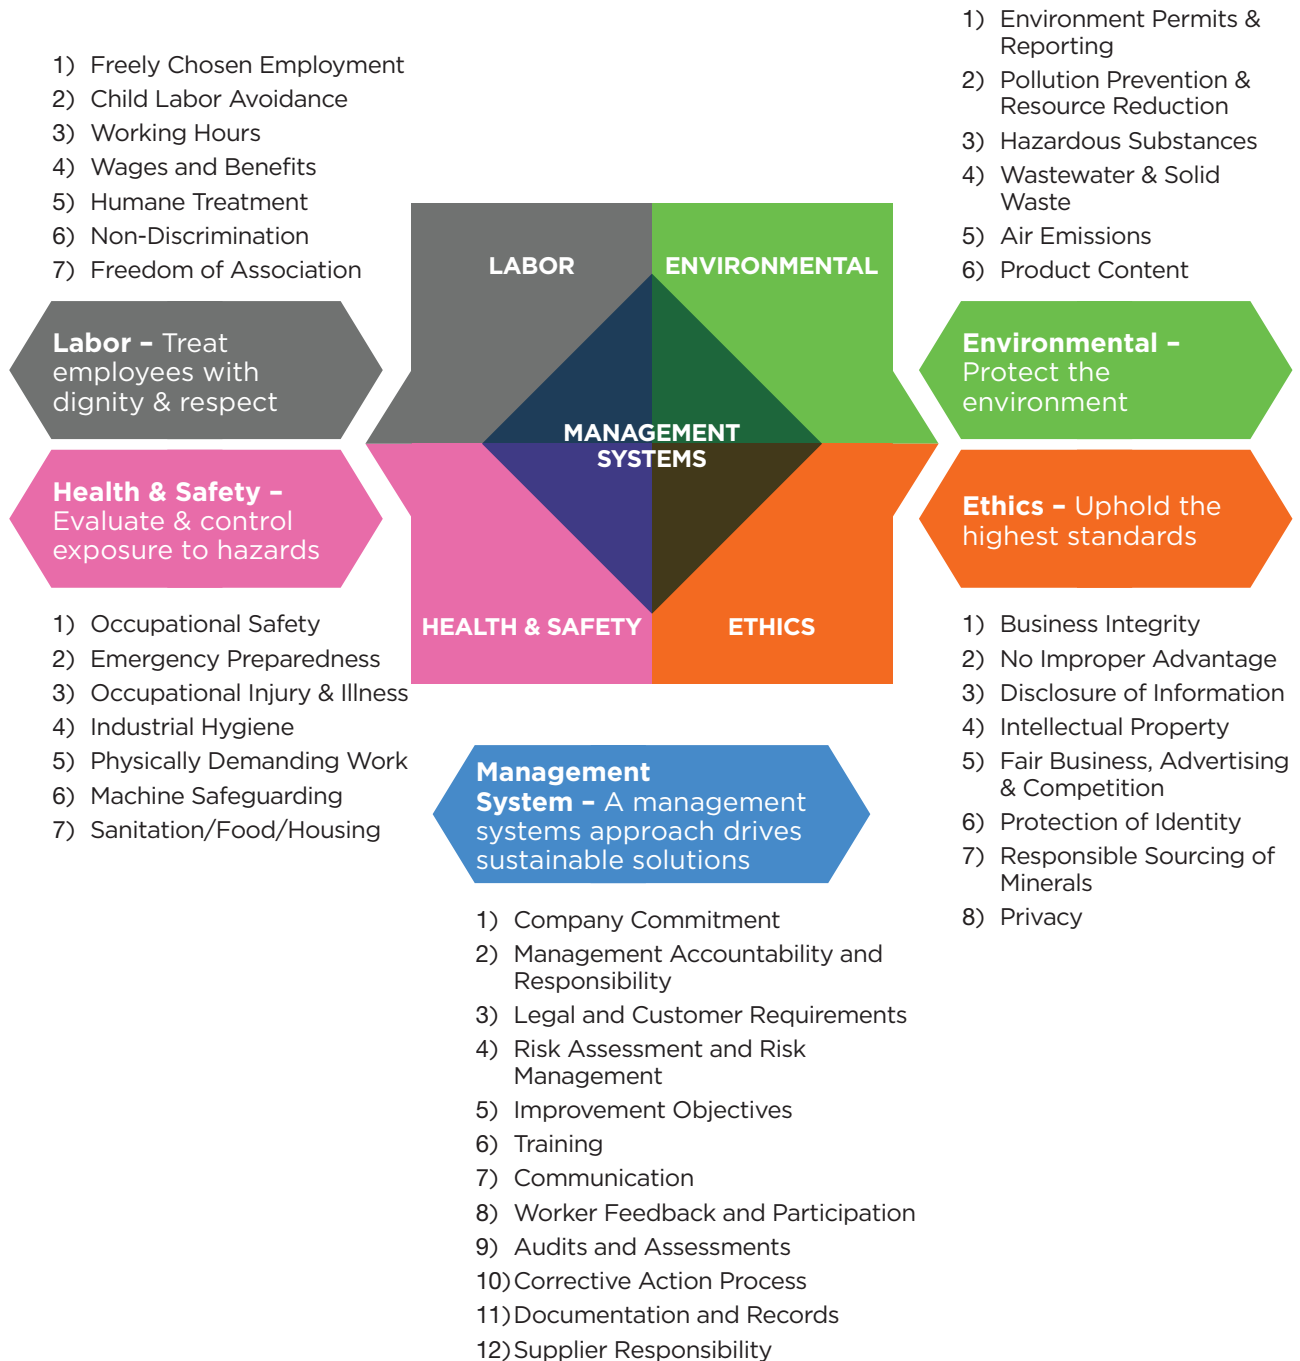 1) Freely Chosen Employment
2) Child Labor Avoidance
3) Working Hours
4) Wages and Benefits
5) Humane Treatment
6) Non-Discrimination
7) Freedom of Association
Labor – Treat
employees with
dignity & respect
Health & Safety –
Evaluate & control
exposure to hazards
1) Occupational Safety
2) Emergency Preparedness
3) Occupational Injury & Illness
4) Industrial Hygiene
5) Physically Demanding Work
6) Machine Safeguarding
7) Sanitation/Food/Housing
LABOR
ENVIRONMENTAL
MANAGEMENT
SYSTEMS
HEALTH & SAFETY
ETHICS
Management
System – A management
systems approach drives
sustainable solutions
1) Company Commitment
2) Management Accountability and
Responsibility
3) Legal and Customer Requirements
4) Risk Assessment and Risk
Management
5) Improvement Objectives
6) Training
7) Communication
8) Worker Feedback and Participation
9) Audits and Assessments
10) Corrective Action Process
11) Documentation and Records
12) Supplier Responsibility
1) Environment Permits &
Reporting
2) Pollution Prevention &
Resource Reduction
3) Hazardous Substances
4) Wastewater & Solid
Waste
5) Air Emissions
6) Product Content
Environmental –
Protect the
environment
Ethics – Uphold the
highest standards
1) Business Integrity
2) No Improper Advantage
3) Disclosure of Information
4) Intellectual Property
5) Fair Business, Advertising
& Competition
6) Protection of Identity
7) Responsible Sourcing of
Minerals
8) Privacy